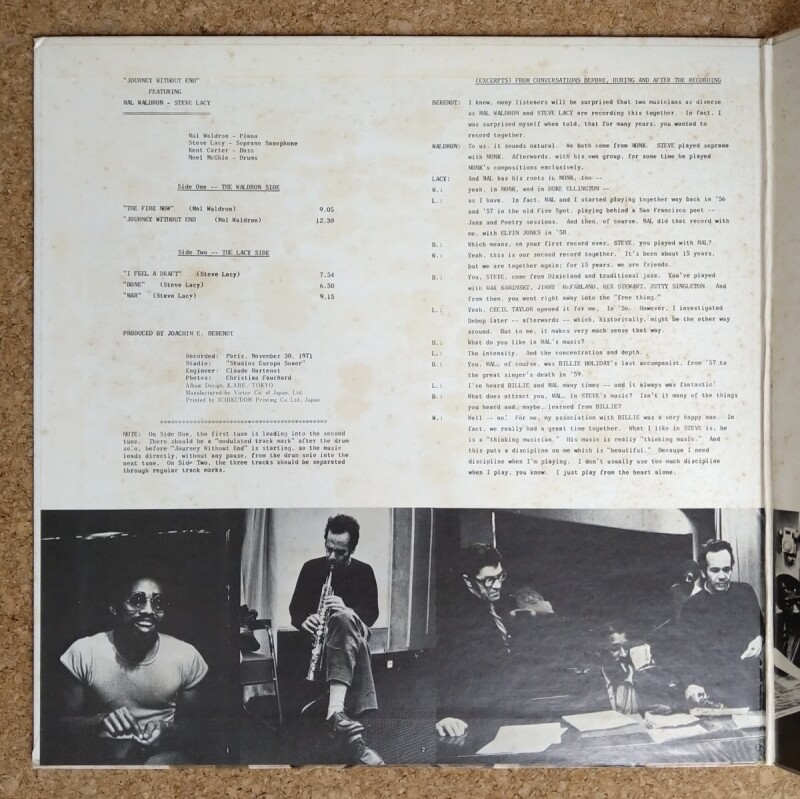 "JOURNEY WITHOUT END"
FEATURING
MAL WALDRON - STEVE LACY
Mal Waldron - Piano
Steve Lacy - Soprano Saxophone
Kent Carter - Bass
Noel McGhie - Drums
Side One -- THE WALDRON SIDE
"THE FIRE NOW" (Mal Waldron) 9.05
"JOURNEY WITHOUT END (Mal Waldron) 12.30
Side Two -- THE LACY SIDE
"I FEEL A DRAFT" (Steve Lacy) 7.54
"BONE" (Steve Lacy) 6.50
"MAR" (Steve Lacy) 9,15
PRODUCED BY JOACHIM E. BERENDT
Recorded: Paris, November 30, 1971
Studio: "Studios Europa Sonor"
Engineer: Claude Martenot
Photos: Christian
Album Design, K.ABE / TOKYO
Manufactured by Victor Co. of Japan, Ltd.
Printed by ICHIKUDOH Printing Co. Ltd., Japan
NOTE: On Side One, the first tune is leading into the second
tune. There should be a "modulated track mark" after the drum
solo, before "Journey Without End" is starting, so the music
leads directly, without any pause, from the drum solo into the
next tune. On Side Two, the three tracks should be separated
through regular track marks.
(EXCERPTS) FROM CONVERSATIONS BEFORE, DURING AND AFTER THE RECORDING
BERENDT: I know, many listeners will be surprised that two musicians as diverse
as MAL WALDRON and STEVE LACY are recording this together. In fact, I
was surprised myself when told, that for many years, you wanted to
record together.
WALDRON: To us, it sounds natural. We both come from MONK. STEVE played soprano
with MONK. Afterwards, with his own group, for some time he played
MONK's compositions exclusively.
LACY: And MAL has his roots in MONK, too --
W.: yeah, in MONK, and in DUKE ELLINGTON --
L.: as I have. In fact, MAL and I started playing together way back in '56
and '57 in the old Five Spot, playing behind a San Francisco poet --
Jazz and Poetry sessions. And then, of course, MAL did that record with
me, with ELVIN JONES in '58.
B.: Which means, on your first record ever, STEVE, you played with MAL?
W.: Yeah, this is our second record together. It's been about 15 years,
but we are together again; for 15 years, we are friends.
B.: You, STEVE, come from Dixieland and traditional jazz. You've played
with MAX KAMINSKY, JIMMY McPARLAND, REX STEWART, ZUTTY SINGLETON. And
from then, you went right away into the "free thing."
L.: Yeah, CECIL TAYLOR opened it for me, in '56. However, I investigated
Bebop later -- afterwards -- which, historically, might be the other way
around. But to me, it makes very much sense that way.
B.: What do you like in MAL's music?
L.: The intensity. And the concentration and depth.
B.: You, MAL, of course, was BILLIE HOLIDAY's last accompanist, from '57 to
the great singer's death in '59.
L.: I've heard BILLIE and MAL many times -- and it always was fantastic!
B.: What does attract you, MAL, in STEVE's music? Isn't it many of the things
you heard and, maybe, learned from BILLIE?
W.: Well -- no! For me, my association with BILLIE was a very happy one. In
fact, we really had a great time together. What I like in STEVE is, he
is a "thinking musician." His music is really "thinking music." And
this puts a discipline on me which is "beautiful." Because I need
discipline when I'm playing. I don't usually use too much discipline
when I play, you know. I just play from the heart alone.
1
2